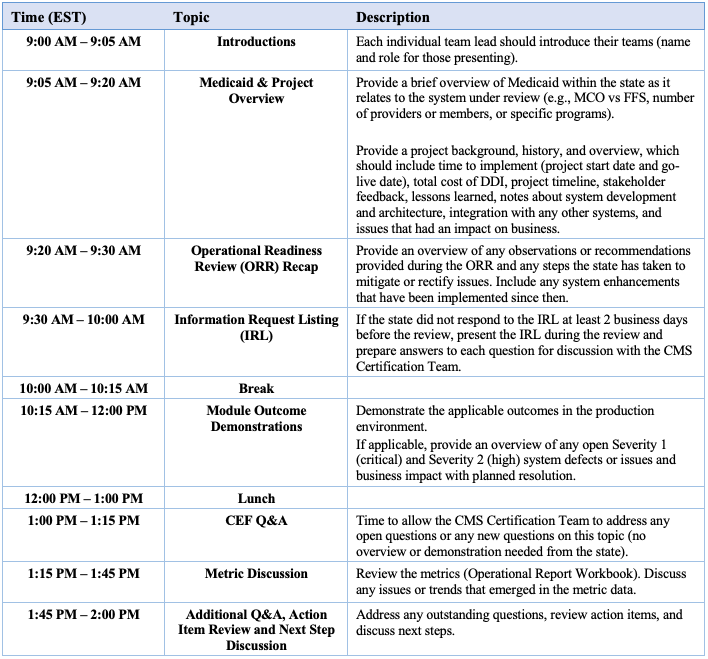 Time (EST) Topic Description
9:00 AM – 9:05 AM Introductions Each individual team lead should introduce their teams (name
and role for those presenting).
9:05 AM – 9:20 AM Medicaid & Project Provide a brief overview of Medicaid within the state as it
Overview relates to the system under review (e.g., MCO vs FFS, number
of providers or members, or specific programs).
Provide a project background, history, and overview, which
should include time to implement (project start date and go-
live date), total cost of DDI, project timeline, stakeholder
feedback, lessons learned, notes about system development
and architecture, integration with any other systems, and
issues that had an impact on business.
9:20 AM – 9:30 AM Operational Readiness Provide an overview of any observations or recommendations
Review (ORR) Recap provided during the ORR and any steps the state has taken to
mitigate or rectify issues. Include any system enhancements
that have been implemented since then.
9:30 AM – 10:00 AM Information Request Listing If the state did not respond to the IRL at least 2 business days
(IRL) before the review, present the IRL during the review and
prepare answers to each question for discussion with the CMS
Certification Team.
10:00 AM – 10:15 AM Break
10:15 AM – 12:00 PM Module Outcome Demonstrate the applicable outcomes in the production
Demonstrations environment.
If applicable, provide an overview of any open Severity 1
(critical) and Severity 2 (high) system defects or issues and
business impact with planned resolution.
12:00 PM – 1:00 PM Lunch
1:00 PM – 1:15 PM CEF Q&A Time to allow the CMS Certification Team to address any
open questions or any new questions on this topic (no
overview or demonstration needed from the state).
1:15 PM – 1:45 PM Metric Discussion Review the metrics (Operational Report Workbook). Discuss
any issues or trends that emerged in the metric data.
1:45 PM – 2:00 PM Additional Q&A, Action Address any outstanding questions, review action items, and
Item Review and Next Step discuss next steps.
Discussion